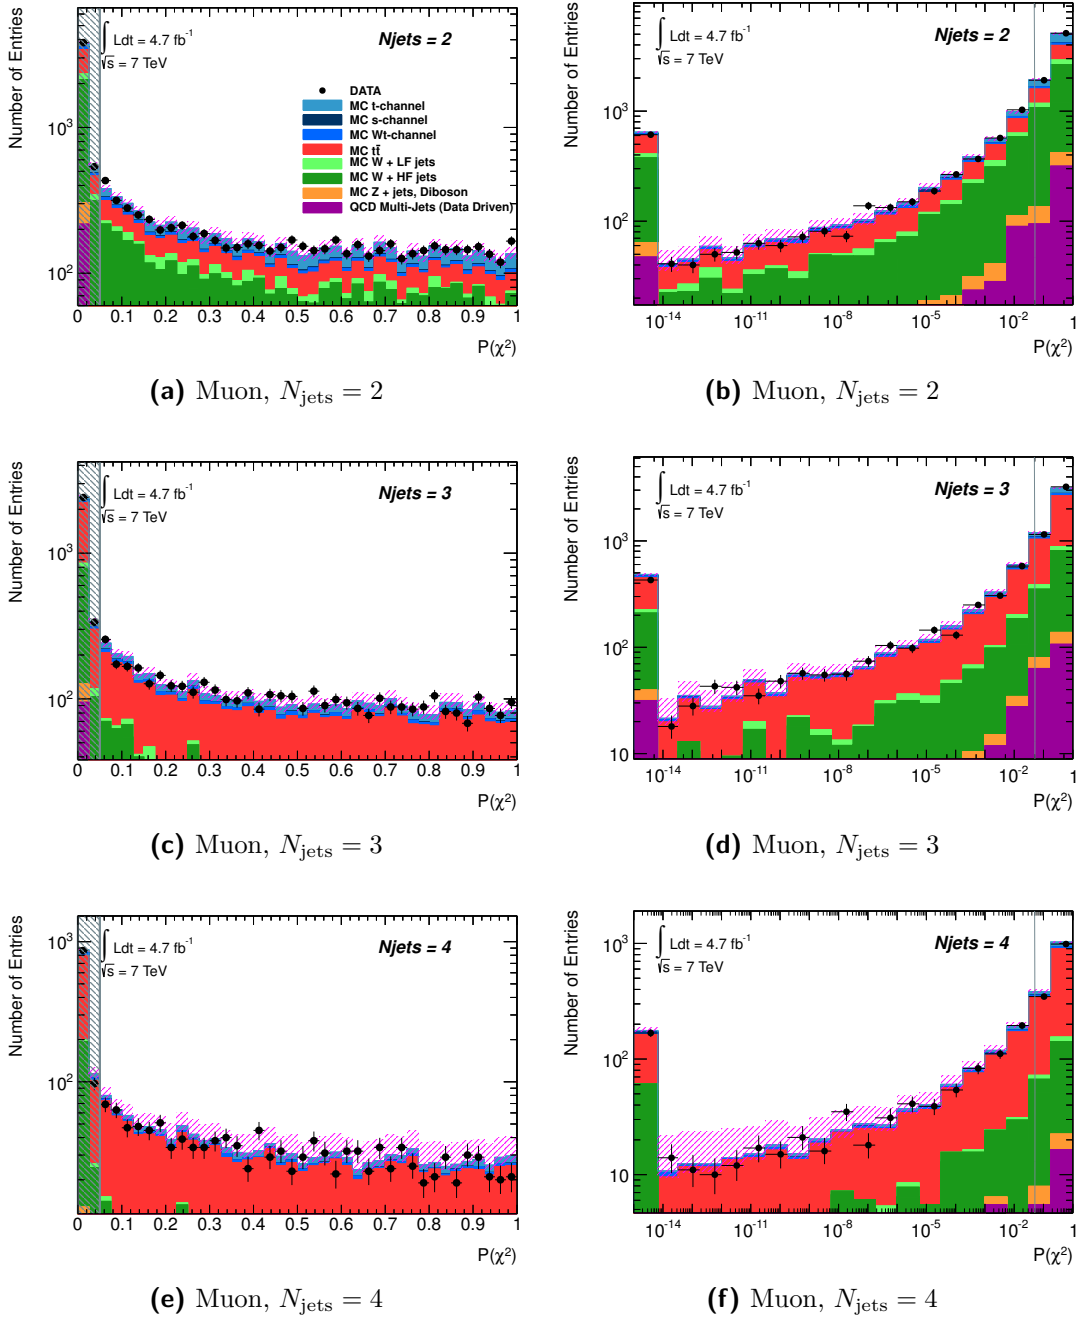 Number of Entries
10³
10²
∫ Ldt = 4.7 fb⁻¹
√s = 7 TeV
Njets = 2
DATA
MC t-channel
MC s-channel
MC Wt-channel
MC tt̄
MC W + LF jets
MC W + HF jets
MC Z + jets, Diboson
QCD Multi-Jets (Data Driven)
0 0.1 0.2 0.3 0.4 0.5 0.6 0.7 0.8 0.9 1
P(χ²)
(a) Muon, N_jets = 2
Number of Entries
10³
10²
∫ Ldt = 4.7 fb⁻¹
√s = 7 TeV
Njets = 2
10⁻¹⁴ 10⁻¹¹ 10⁻⁸ 10⁻⁵ 10⁻² 1
P(χ²)
(b) Muon, N_jets = 2
Number of Entries
10³
10²
∫ Ldt = 4.7 fb⁻¹
√s = 7 TeV
Njets = 3
0 0.1 0.2 0.3 0.4 0.5 0.6 0.7 0.8 0.9 1
P(χ²)
(c) Muon, N_jets = 3
Number of Entries
10³
10²
10
∫ Ldt = 4.7 fb⁻¹
√s = 7 TeV
Njets = 3
10⁻¹⁴ 10⁻¹¹ 10⁻⁸ 10⁻⁵ 10⁻² 1
P(χ²)
(d) Muon, N_jets = 3
Number of Entries
10³
10²
∫ Ldt = 4.7 fb⁻¹
√s = 7 TeV
Njets = 4
0 0.1 0.2 0.3 0.4 0.5 0.6 0.7 0.8 0.9 1
P(χ²)
(e) Muon, N_jets = 4
Number of Entries
10³
10²
10
∫ Ldt = 4.7 fb⁻¹
√s = 7 TeV
Njets = 4
10⁻¹⁴ 10⁻¹¹ 10⁻⁸ 10⁻⁵ 10⁻² 1
P(χ²)
(f) Muon, N_jets = 4